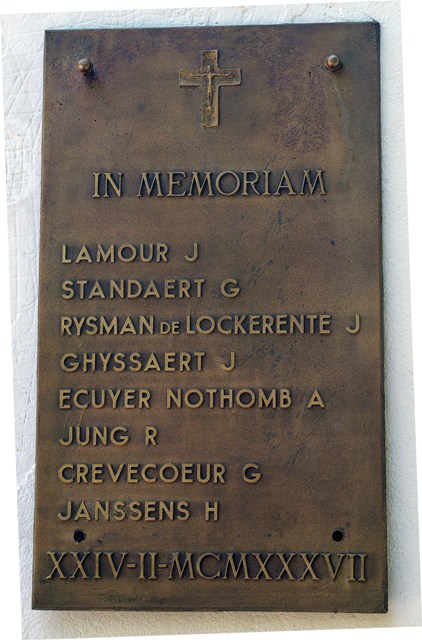 IN MEMORIAM
LAMOUR J
STANDAERT G
RYSMAN DE LOCKERENTE J
GHYSSAERT J
ECUYER NOTHOMB A
JUNG R
CREVECOEUR G
JANSSENS H
XXIV-II-MCMXXXVII